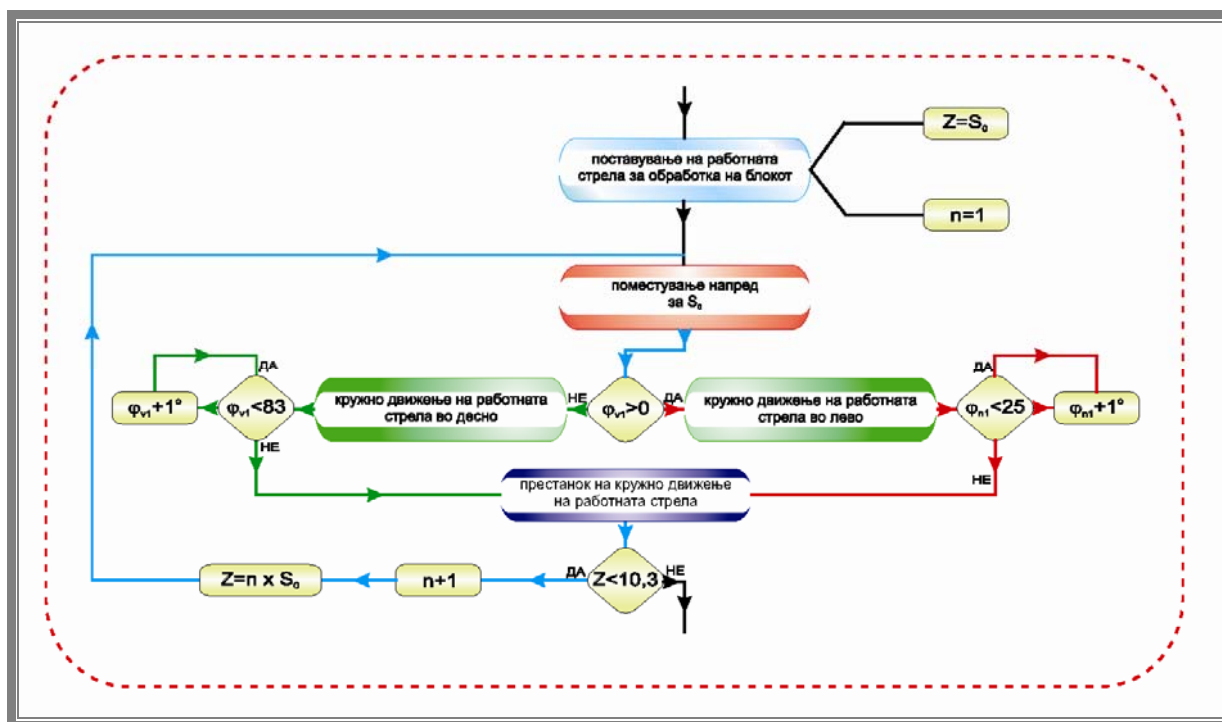 Z=S₀
поставување на работната
стрела за обработка на блокот
n=1
поместување напред
за S₀
ДА
φᵥ₁+1°
φᵥ₁<83
кружно движење на работната
стрела во десно
НЕ
φᵥ₁>0
ДА
кружно движење на работната
стрела во лево
ДА
φₙ₁<25
φₙ₁+1°
НЕ
НЕ
престанок на кружно движење
на работната стрела
Z=n x S₀
n+1
ДА
Z<10,3
НЕ